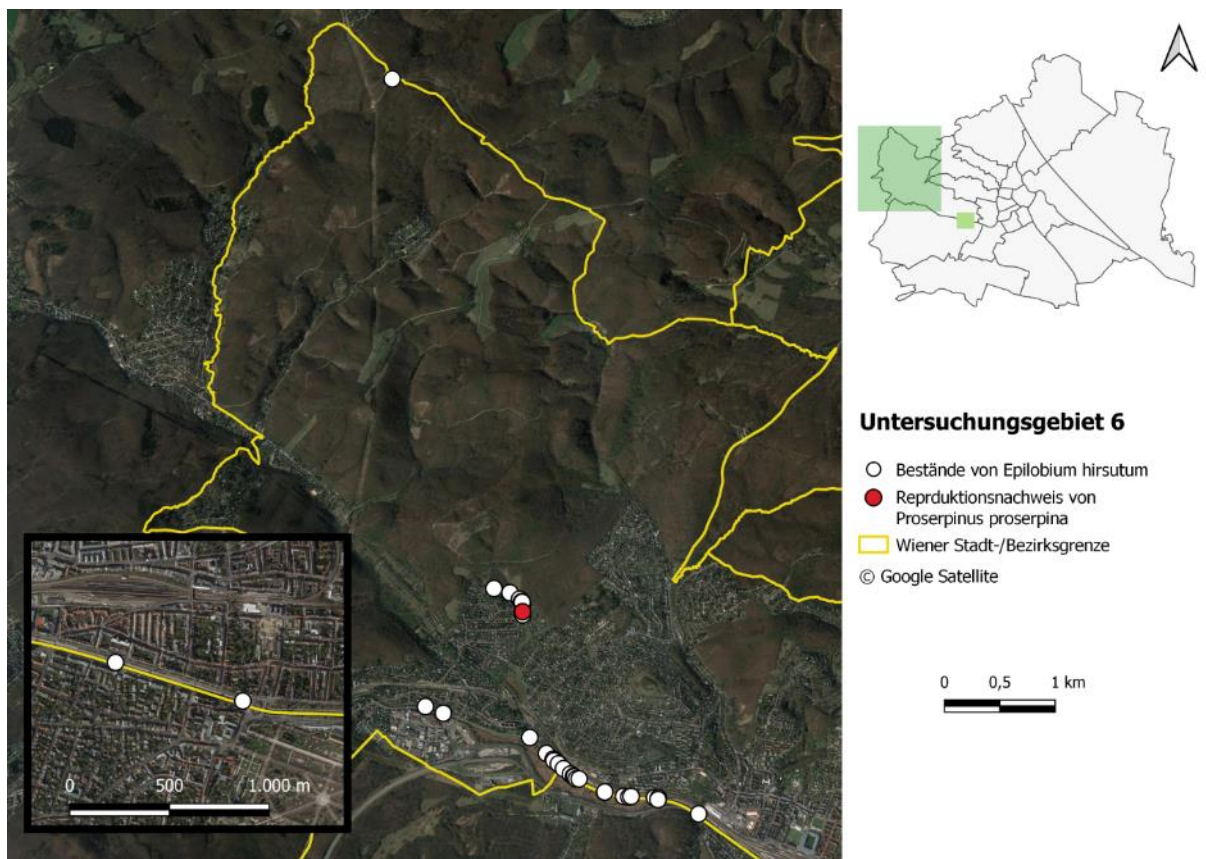 Untersuchungsgebiet 6
Bestände von Epilobium hirsutum
Reprduktionsnachweis von
Proserpinus proserpina
Wiener Stadt-/Bezirksgrenze
© Google Satellite
0 0,5 1 km
0 500 1.000 m